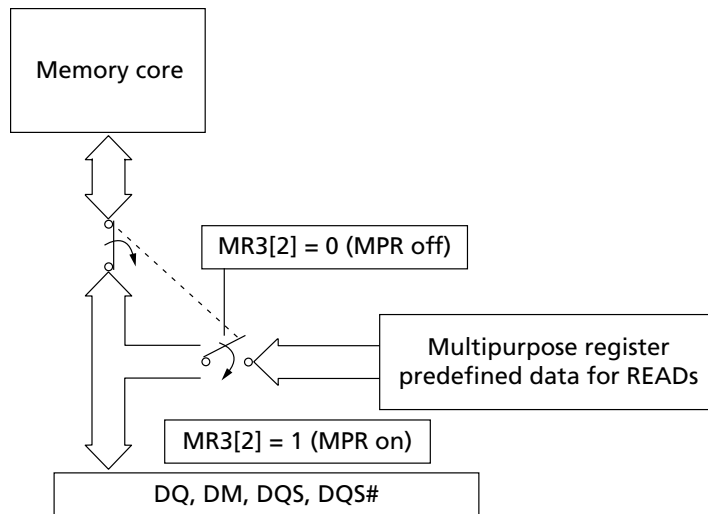 Memory core
MR3[2] = 0 (MPR off)
Multipurpose register
predefined data for READs
MR3[2] = 1 (MPR on)
DQ, DM, DQS, DQS#